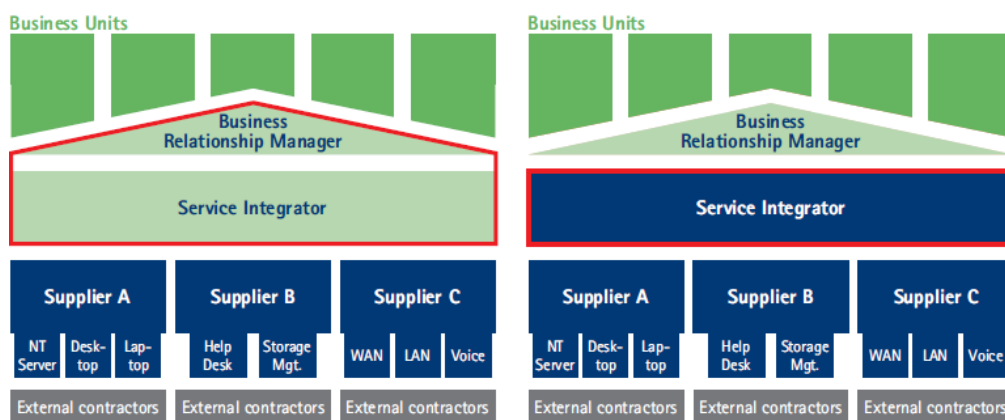 Business Units
Business
Relationship Manager
Service Integrator
Supplier A
Supplier B
Supplier C
NT
Server
Desk-
top
Lap-
top
Help
Desk
Storage
Mgt.
WAN
LAN
Voice
External contractors
External contractors
External contractors
Business Units
Business
Relationship Manager
Service Integrator
Supplier A
Supplier B
Supplier C
NT
Server
Desk-
top
Lap-
top
Help
Desk
Storage
Mgt.
WAN
LAN
Voice
External contractors
External contractors
External contractors